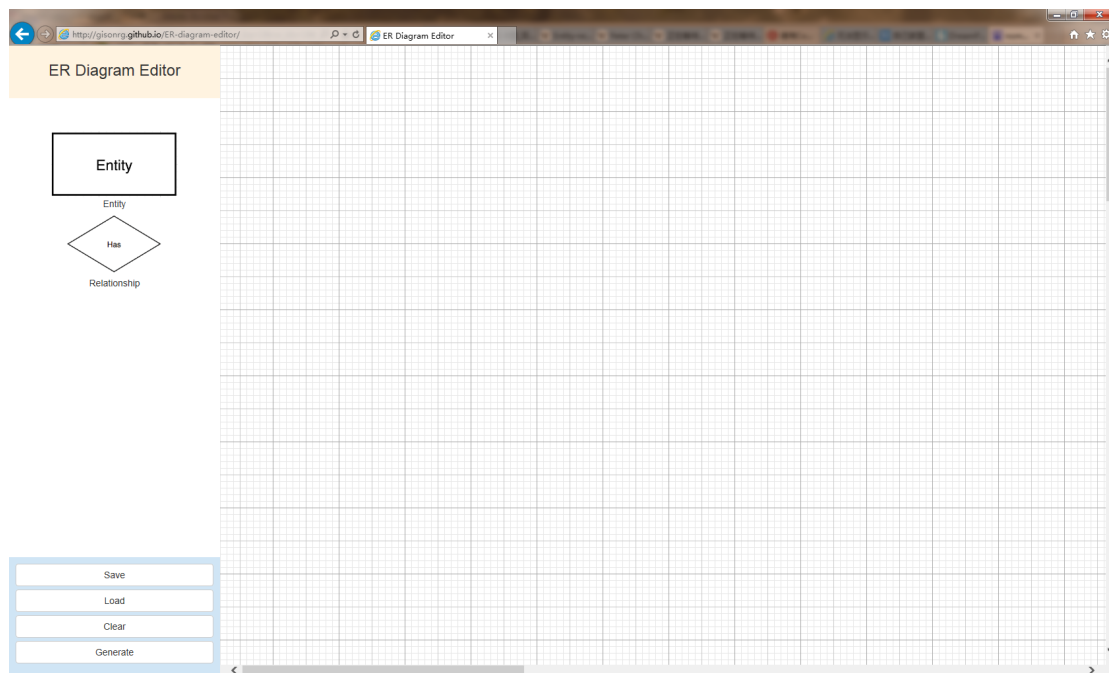 http://gisonrg.github.io/ER-diagram-editor/
ER Diagram Editor
ER Diagram Editor
Entity
Entity
Has
Relationship
Save
Load
Clear
Generate